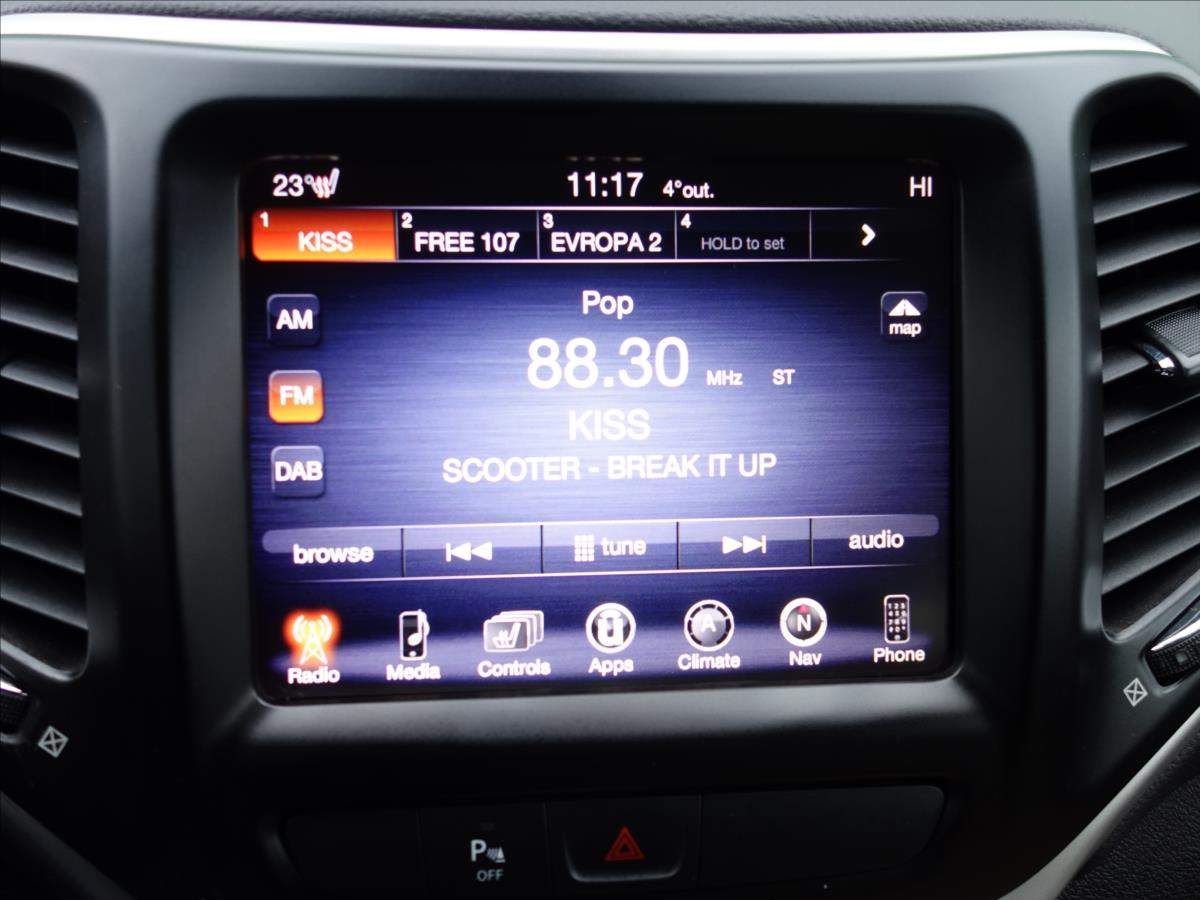 23° 11:17 4°out. HI
1 KISS 2 FREE 107 3 EVROPA 2 4 HOLD to set
Pop
AM
map
88.30 MHz ST
FM
KISS
DAB
SCOOTER - BREAK IT UP
browse tune audio
A N
Radio Media Controls Apps Climate Nav Phone
P
OFF